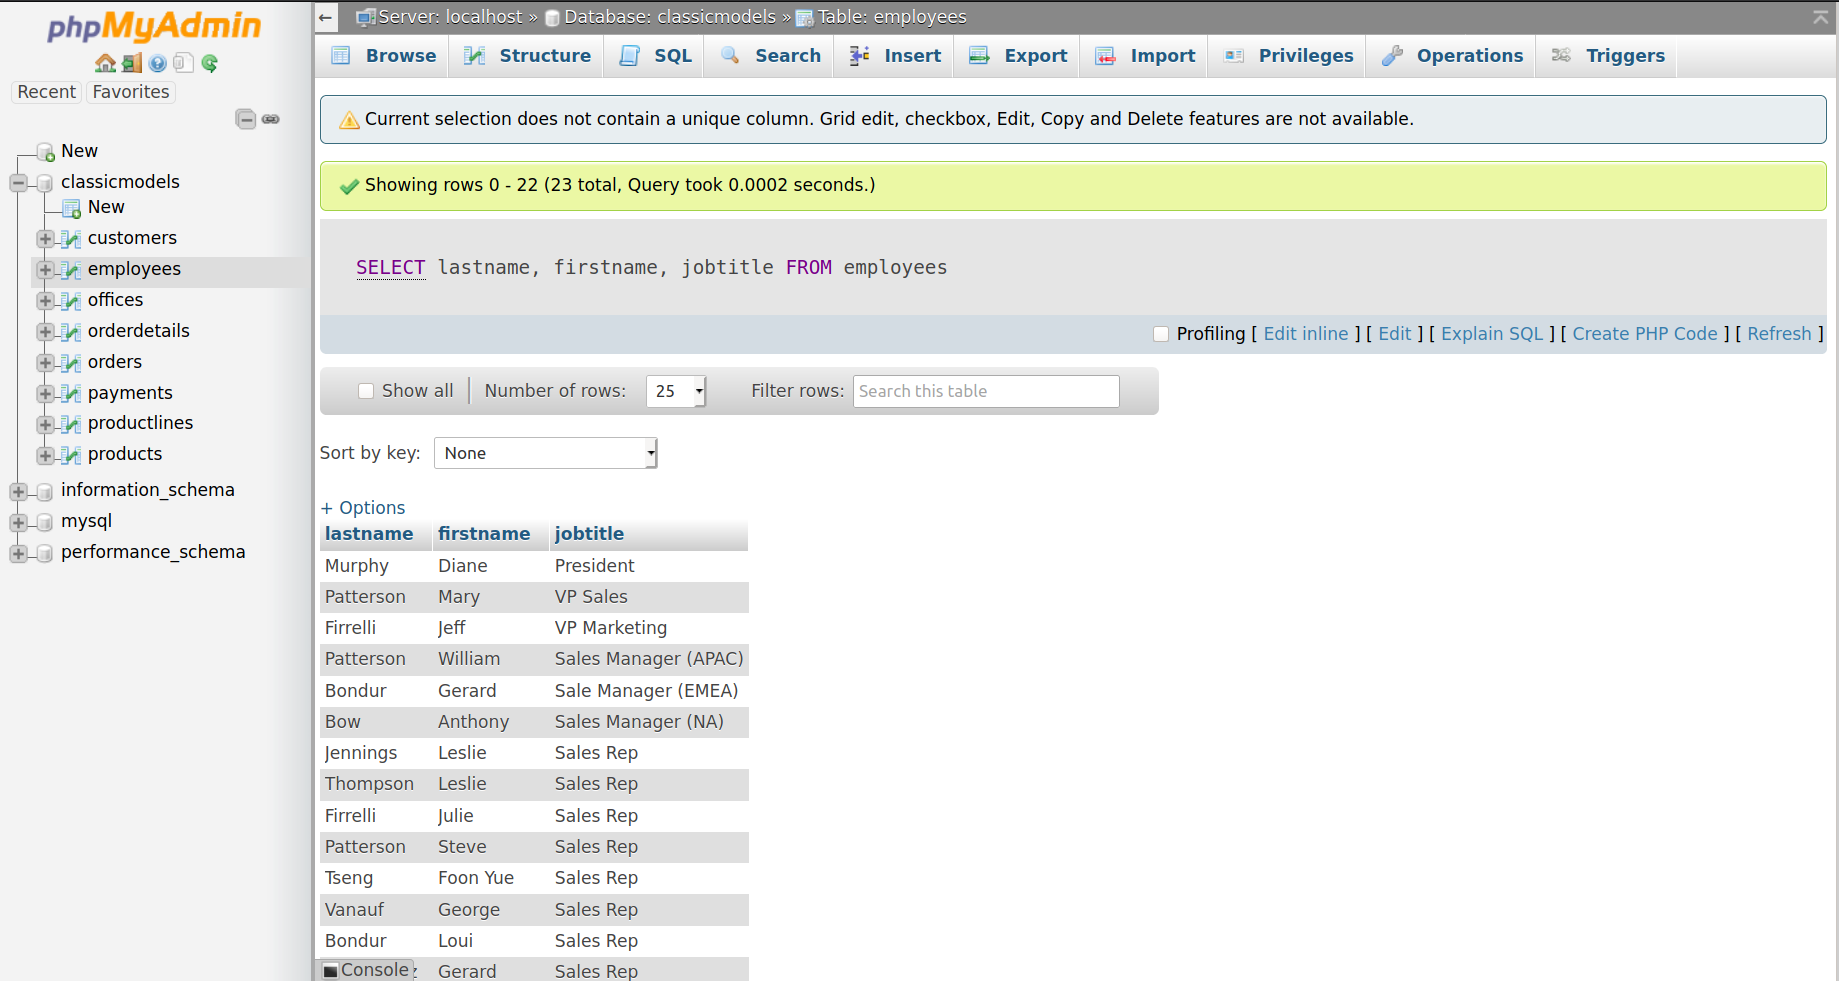 phpMyAdmin
Recent Favorites
New
classicmodels
New
customers
employees
offices
orderdetails
orders
payments
productlines
products
information_schema
mysql
performance_schema
Server: localhost » Database: classicmodels » Table: employees
Browse Structure SQL Search Insert Export Import Privileges Operations Triggers
Current selection does not contain a unique column. Grid edit, checkbox, Edit, Copy and Delete features are not available.
Showing rows 0 - 22 (23 total, Query took 0.0002 seconds.)
SELECT lastname, firstname, jobtitle FROM employees
Profiling [ Edit inline ] [ Edit ] [ Explain SQL ] [ Create PHP Code ] [ Refresh ]
Show all Number of rows: 25 Filter rows: Search this table
Sort by key: None
+ Options
lastname firstname jobtitle
Murphy Diane President
Patterson Mary VP Sales
Firrelli Jeff VP Marketing
Patterson William Sales Manager (APAC)
Bondur Gerard Sale Manager (EMEA)
Bow Anthony Sales Manager (NA)
Jennings Leslie Sales Rep
Thompson Leslie Sales Rep
Firrelli Julie Sales Rep
Patterson Steve Sales Rep
Tseng Foon Yue Sales Rep
Vanauf George Sales Rep
Bondur Loui Sales Rep
Gerard Sales Rep
Console